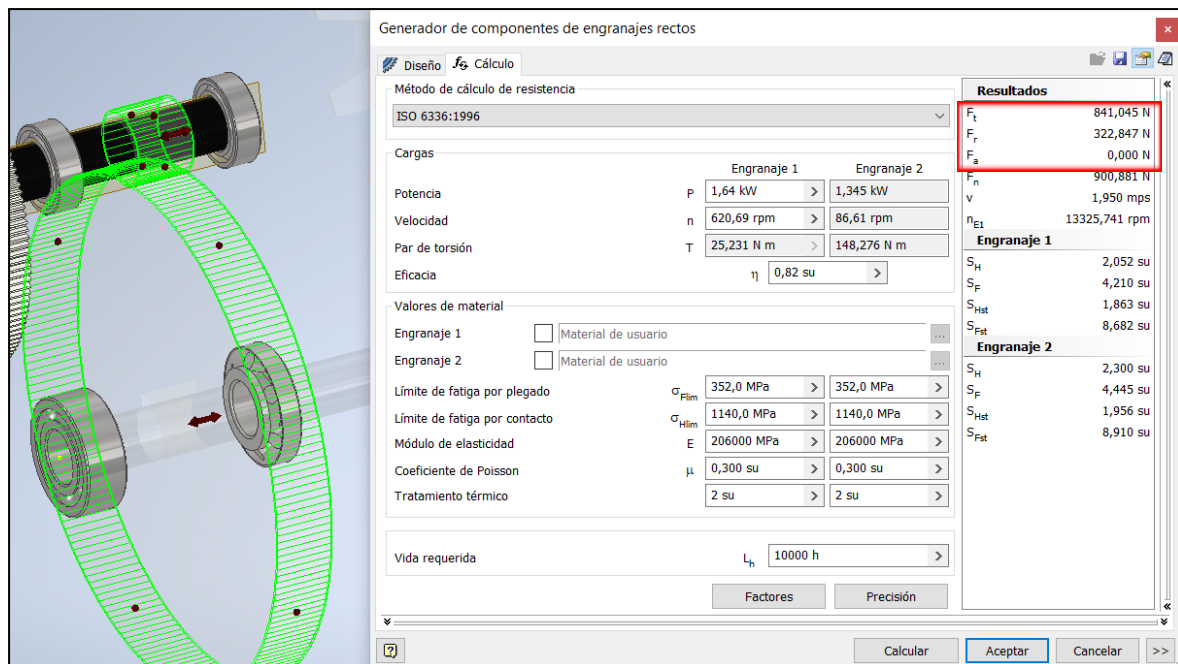 Generador de componentes de engranajes rectos
Diseño fG Cálculo
Método de cálculo de resistencia
ISO 6336:1996
Cargas
Engranaje 1 Engranaje 2
Potencia P 1,64 kW > 1,345 kW
Velocidad n 620,69 rpm > 86,61 rpm
Par de torsión T 25,231 N m > 148,276 N m
Eficacia η 0,82 su >
Valores de material
Engranaje 1 Material de usuario ...
Engranaje 2 Material de usuario ...
Límite de fatiga por plegado σFlim 352,0 MPa > 352,0 MPa >
Límite de fatiga por contacto σHlim 1140,0 MPa > 1140,0 MPa >
Módulo de elasticidad E 206000 MPa > 206000 MPa >
Coeficiente de Poisson μ 0,300 su > 0,300 su >
Tratamiento térmico 2 su > 2 su >
Vida requerida Lh 10000 h >
Factores Precisión
Resultados
Ft 841,045 N
Fr 322,847 N
Fa 0,000 N
Fn 900,881 N
v 1,950 mps
nE1 13325,741 rpm
Engranaje 1
SH 2,052 su
SF 4,210 su
SHst 1,863 su
SFst 8,682 su
Engranaje 2
SH 2,300 su
SF 4,445 su
SHst 1,956 su
SFst 8,910 su
Calcular Aceptar Cancelar >>